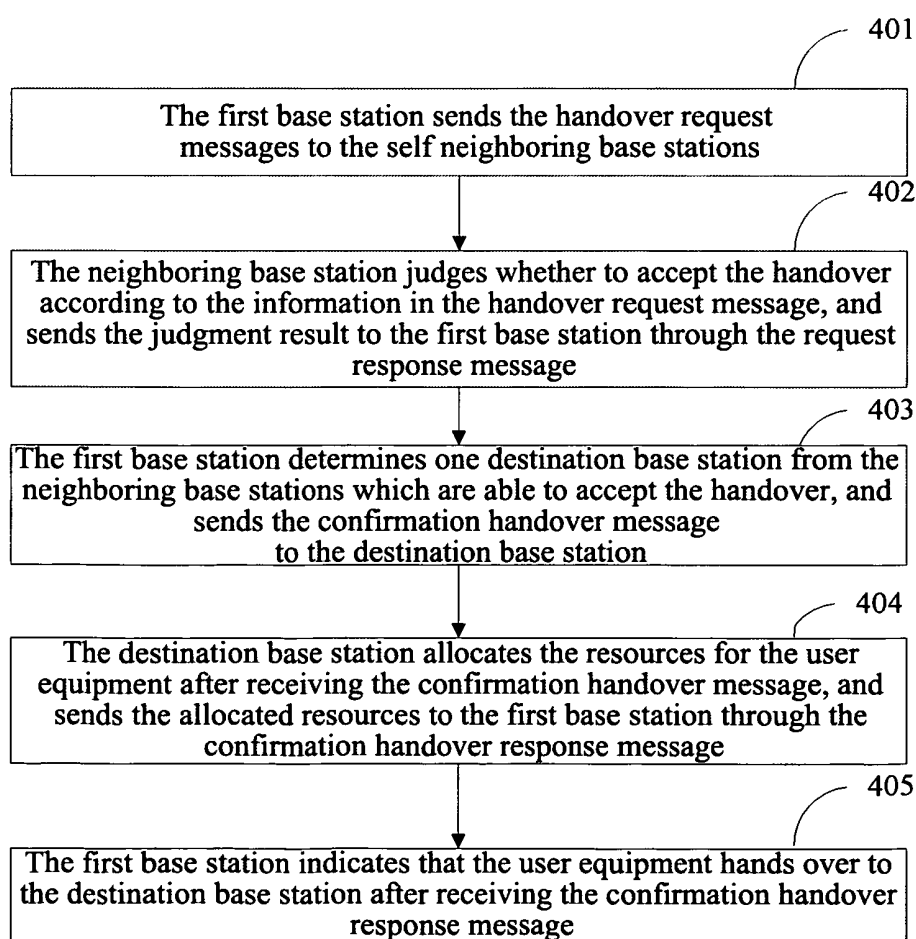 401
The first base station sends the handover request
messages to the self neighboring base stations
402
The neighboring base station judges whether to accept the handover
according to the information in the handover request message, and
sends the judgment result to the first base station through the request
response message
403
The first base station determines one destination base station from the
neighboring base stations which are able to accept the handover, and
sends the confirmation handover message
to the destination base station
404
The destination base station allocates the resources for the user
equipment after receiving the confirmation handover message, and
sends the allocated resources to the first base station through the
confirmation handover response message
405
The first base station indicates that the user equipment hands over to
the destination base station after receiving the confirmation handover
response message